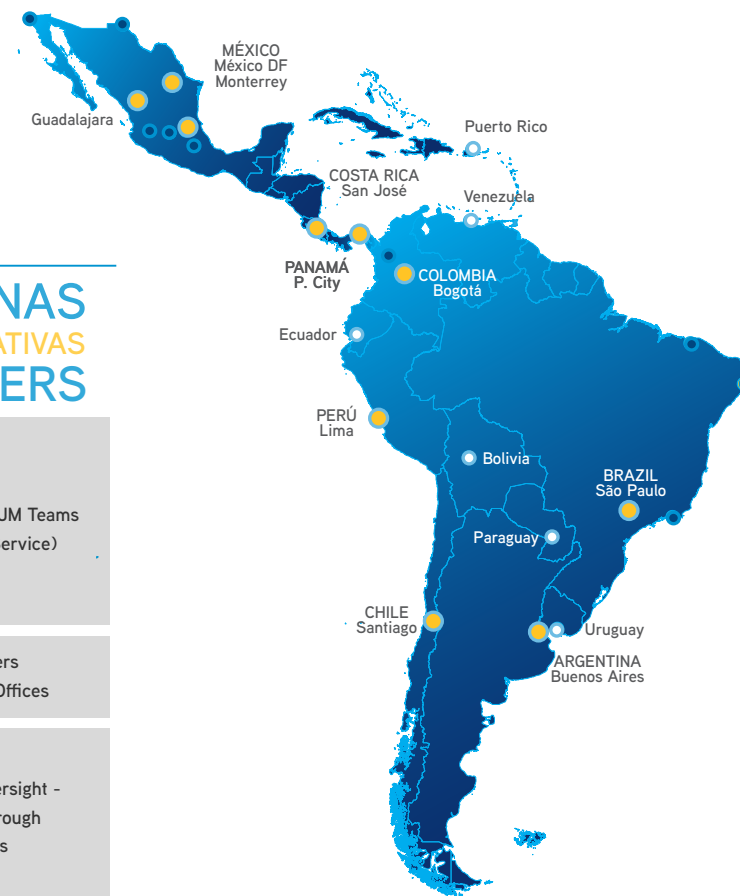 MÉXICO
México DF
Monterrey
Guadalajara
Puerto Rico
COSTA RICA
San José
Venezuela
PANAMÁ
P. City
COLOMBIA
Bogotá
NAS
ATIVAS
ERS
Ecuador
PERÚ
Lima
Bolivia
BRAZIL
São Paulo
UM Teams
Service)
Paraguay
CHILE
Santiago
Uruguay
ARGENTINA
Buenos Aires
ers
Offices
ersight -
rough
s